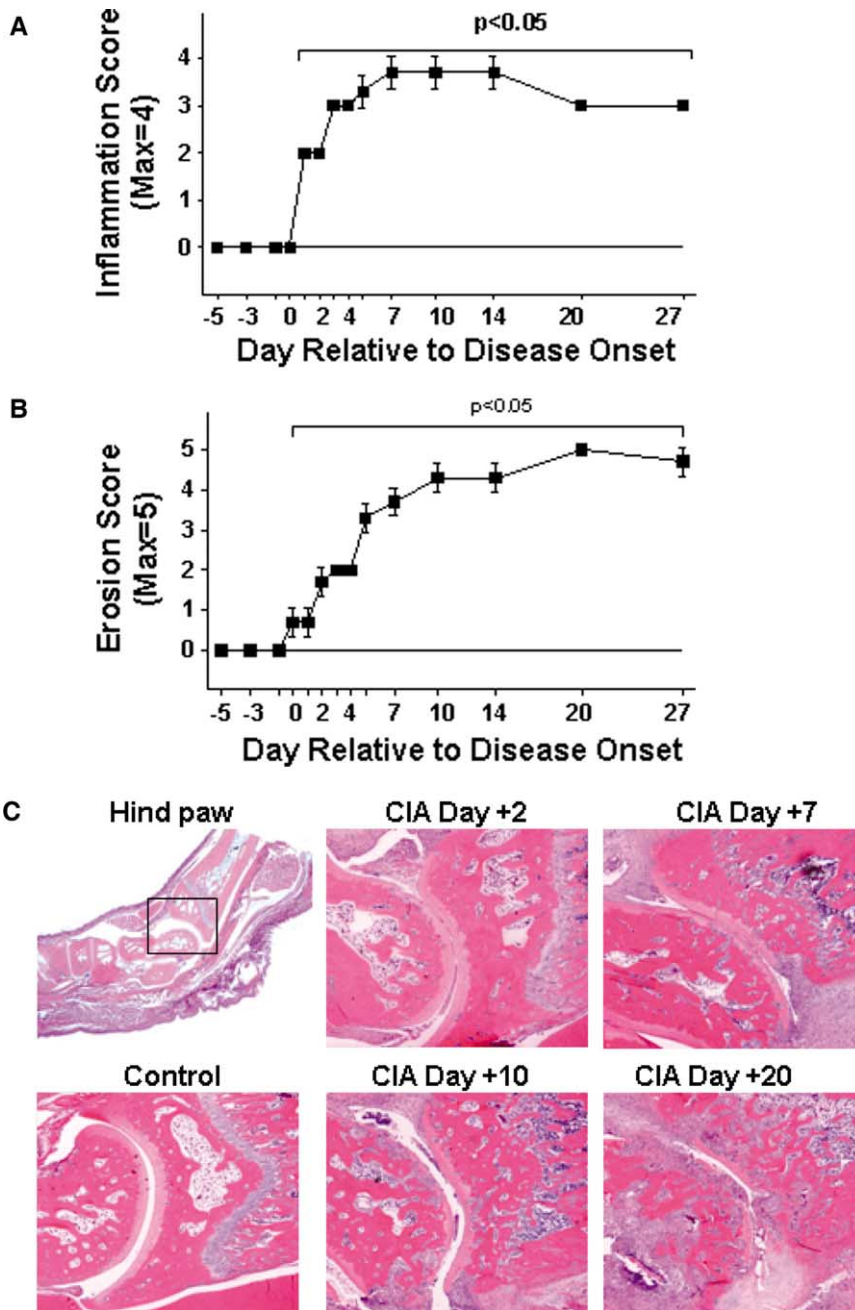 A
p<0.05
Inflammation Score
(Max=4)
4
3
2
1
0
-5 -3 0 2 4 7 10 14 20 27
Day Relative to Disease Onset
B
p<0.05
Erosion Score
(Max=5)
5
4
3
2
1
0
-5 -3 0 2 4 7 10 14 20 27
Day Relative to Disease Onset
C
Hind paw CIA Day +2 CIA Day +7
Control CIA Day +10 CIA Day +20